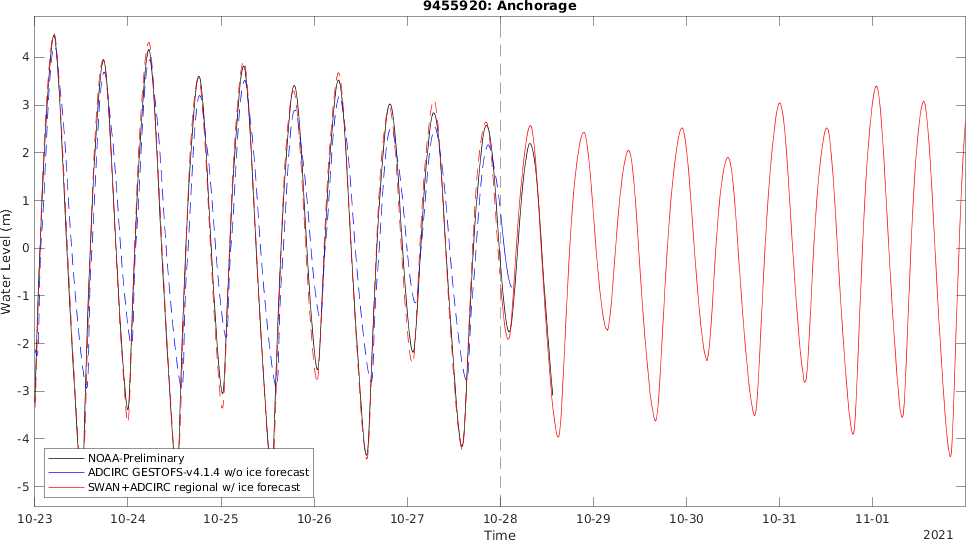 9455920: Anchorage
Water Level (m)
4
3
2
1
0
-1
-2
-3
-4
-5
NOAA-Preliminary
ADCIRC GESTOFS-v4.1.4 w/o ice forecast
SWAN+ADCIRC regional w/ ice forecast
10-23 10-24 10-25 10-26 10-27 10-28 10-29 10-30 10-31 11-01
Time
2021